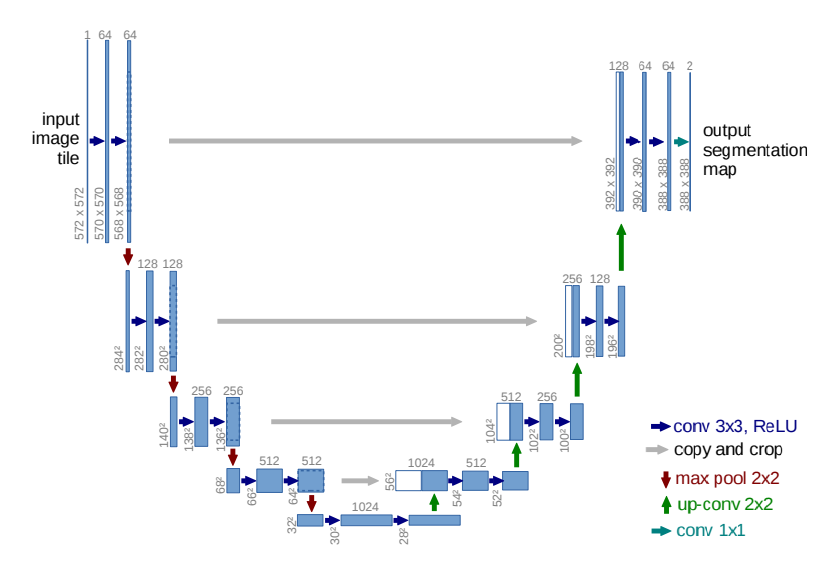 1 64 64
128 64 64 2
input
image
tile
output
segmentation
map
572 x 572
570 x 570
568 x 568
392 x 392
390 x 390
388 x 388
388 x 388
128 128
256 128
284²
282²
280²
200²
198²
196²
256 256
512 256
140²
138²
136²
104²
102²
100²
512 512
1024 512
68²
66²
64²
56²
54²
52²
1024
32²
30²
28²
conv 3x3, ReLU
copy and crop
max pool 2x2
up-conv 2x2
conv 1x1